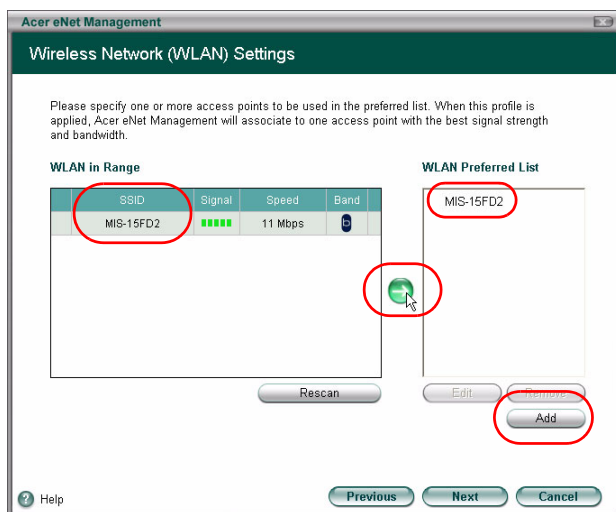 Acer eNet Management
Wireless Network (WLAN) Settings
Please specify one or more access points to be used in the preferred list. When this profile is
applied, Acer eNet Management will associate to one access point with the best signal strength
and bandwidth.
WLAN in Range
WLAN Preferred List
SSID Signal Speed Band
MIS-15FD2 11 Mbps b
MIS-15FD2
Rescan
Edit Remove
Add
? Help
Previous Next Cancel